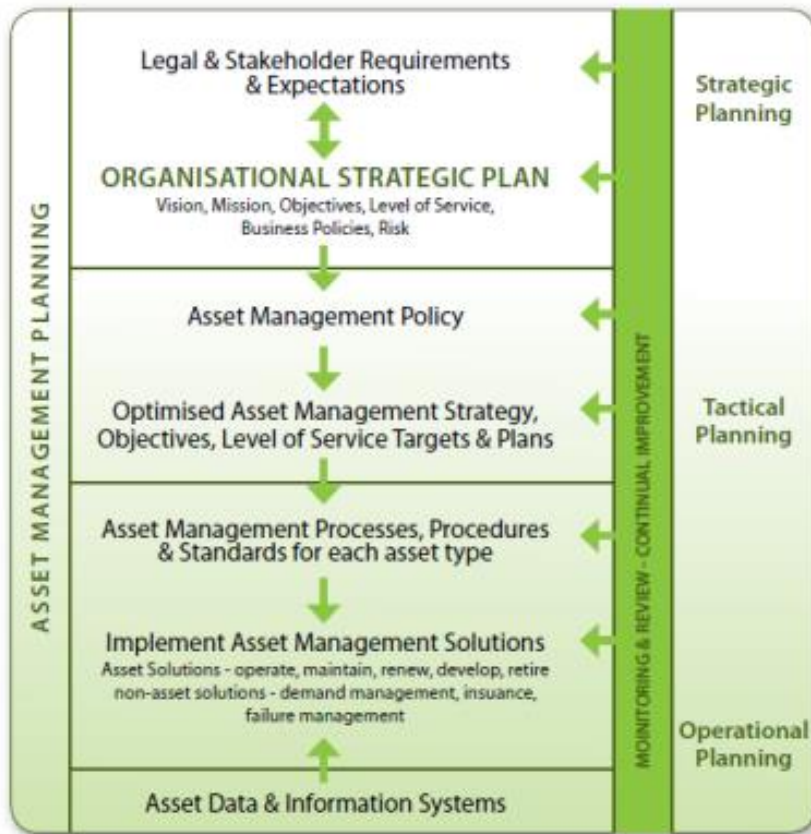 ASSET MANAGEMENT PLANNING
Legal & Stakeholder Requirements
& Expectations
ORGANISATIONAL STRATEGIC PLAN
Vision, Mission, Objectives, Level of Service,
Business Policies, Risk
Asset Management Policy
Optimised Asset Management Strategy,
Objectives, Level of Service Targets & Plans
Asset Management Processes, Procedures
& Standards for each asset type
Implement Asset Management Solutions
Asset Solutions - operate, maintain, renew, develop, retire
non-asset solutions - demand management, insuance,
failure management
Asset Data & Information Systems
MOINITORING & REVIEW - CONTINUAL IMPROVEMENT
Strategic
Planning
Tactical
Planning
Operational
Planning